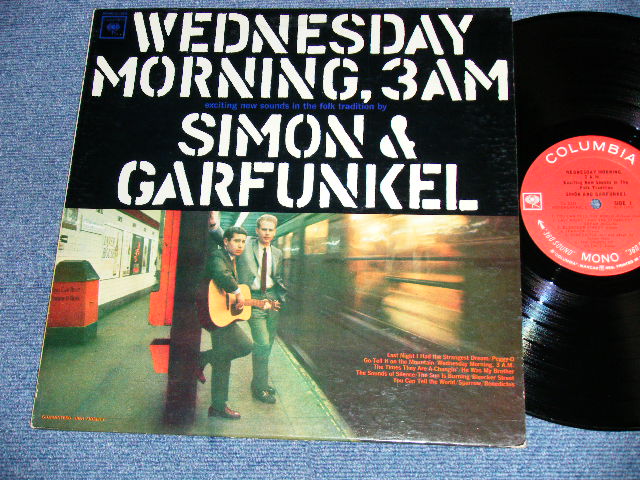 WEDNESDAY
MORNING, 3AM
exciting new sounds in the folk tradition by
SIMON &
GARFUNKEL
Last Night I Had the Strangest Dream/Peggy-O
Go Tell It on the Mountain/Wednesday Morning, 3 A.M.
The Times They Are A-Changin'/He Was My Brother
The Sounds of Silence/The Sun Is Burning/Bleecker Street
You Can Tell the World/Sparrow/Benedictus
COLUMBIA
WEDNESDAY MORNING,
3 A.M.
Exciting New Sounds In The
Folk Tradition
SIMON AND GARFUNKEL
SIDE 1
MONO